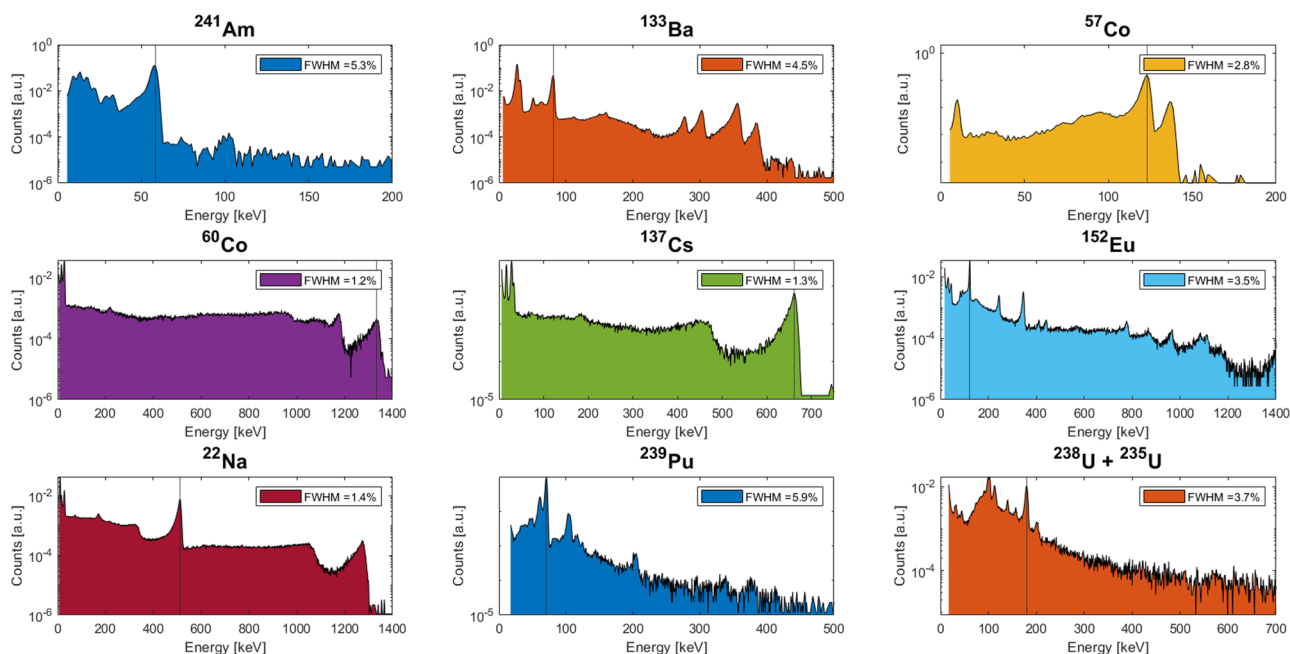 ²⁴¹Am
10⁰
10⁻²
10⁻⁴
10⁻⁶
Counts [a.u.]
FWHM =5.3%
0 50 100 150 200
Energy [keV]
¹³³Ba
10⁰
10⁻²
10⁻⁴
10⁻⁶
Counts [a.u.]
FWHM =4.5%
0 100 200 300 400 500
Energy [keV]
⁵⁷Co
10⁰
Counts [a.u.]
FWHM =2.8%
0 50 100 150 200
Energy [keV]
⁶⁰Co
10⁻²
10⁻⁴
10⁻⁶
Counts [a.u.]
FWHM =1.2%
0 200 400 600 800 1000 1200 1400
Energy [keV]
¹³⁷Cs
10⁻⁵
Counts [a.u.]
FWHM =1.3%
0 100 200 300 400 500 600 700
Energy [keV]
¹⁵²Eu
10⁻²
10⁻⁴
10⁻⁶
Counts [a.u.]
FWHM =3.5%
200 400 600 800 1000 1200 1400
Energy [keV]
²²Na
10⁻²
10⁻⁴
10⁻⁶
Counts [a.u.]
FWHM =1.4%
0 200 400 600 800 1000 1200 1400
Energy [keV]
²³⁹Pu
10⁻⁵
Counts [a.u.]
FWHM =5.9%
0 100 200 300 400 500
Energy [keV]
²³⁸U + ²³⁵U
10⁻²
10⁻⁴
Counts [a.u.]
FWHM =3.7%
0 100 200 300 400 500 600 700
Energy [keV]